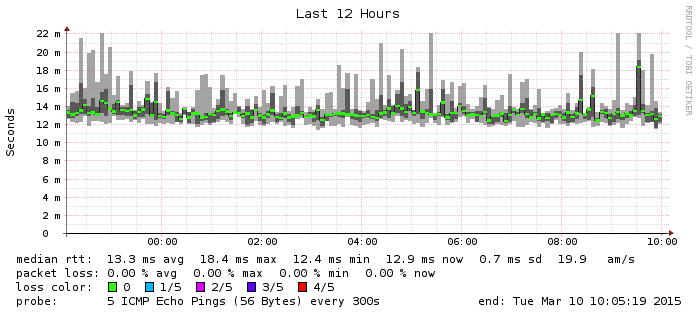 Last 12 Hours
RRDTOOL / TOBI OETIKER
Seconds
22 m
20 m
18 m
16 m
14 m
12 m
10 m
8 m
6 m
4 m
2 m
0
00:00 02:00 04:00 06:00 08:00 10:00
median rtt: 13.3 ms avg 18.4 ms max 12.4 ms min 12.9 ms now 0.7 ms sd 19.9 am/s
packet loss: 0.00 % avg 0.00 % max 0.00 % min 0.00 % now
loss color: 0 1/5 2/5 3/5 4/5
probe: 5 ICMP Echo Pings (56 Bytes) every 300s end: Tue Mar 10 10:05:19 2015